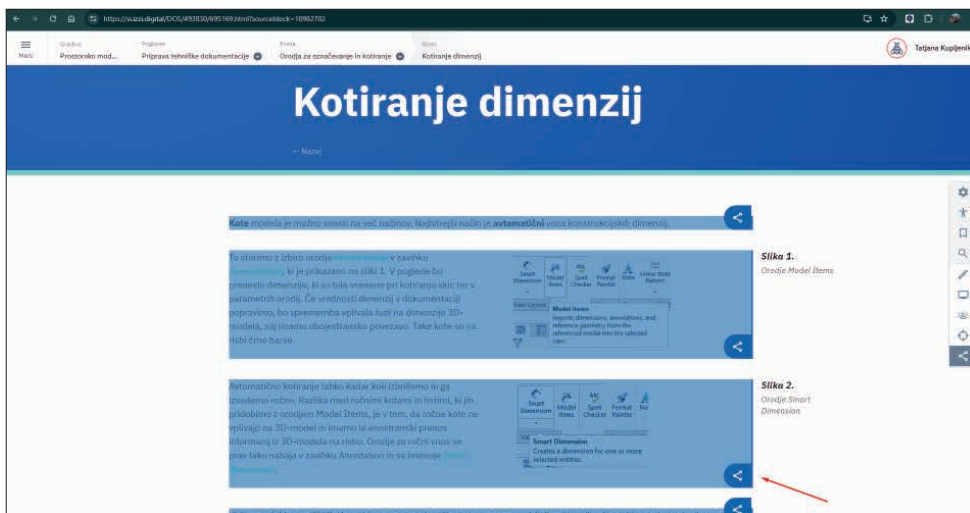 https://si.izzi.digital/DOS/493830/695169.html?sourceblock=10982702
Meni
Gradivo
Prostorsko mod...
Poglavje
Priprava tehniške dokumentacije
Enota
Orodja za označevanje in kotiranje
Stran
Kotiranje dimenzij
Tatjana Kupljenik
Kotiranje dimenzij
← Nazaj
Kote modela je možno vnesti na več načinov. Najhitrejši način je avtomatični vnos konstrukcijskih dimenzij.
To storimo z izbiro orodja v zavihku
, ki je prikazano na sliki 1. V poglede bo
preneslo dimenzije, ki so bile vnesene pri kotiranju skic ter v
parametrih orodij. Če vrednosti dimenzij v dokumentaciji
popravimo, bo sprememba vplivala tudi na dimenzijo 3D-
modela, saj imamo obojestransko povezavo. Take kote so na
risbi črne barve.
Smart Dimension
Model Items
Spell Checker
Format Painter
Note
Linear Note Pattern
View Layout
Model Items
Imports dimensions, annotations, and
reference geometry from the
referenced model into the selected
view.
Slika 1.
Orodje Model Items
Avtomatično kotiranje lahko kadar koli izbrišemo in ga
izvedemo ročno. Razlika med ročnimi kotami in tistimi, ki jih
pridobimo z orodjem Model Items, je v tem, da ročne kote ne
vplivajo na 3D-model in imamo le enostranski prenos
informacij iz 3D-modela na risbo. Orodje za ročni vnos se
prav tako nahaja v zavihku Annotation in se imenuje
Smart Dimension
Model Items
Spell Checker
Format Painter
No
Smart Dimension
Creates a dimension for one or more
selected entities.
Slika 2.
Orodje Smart
Dimension